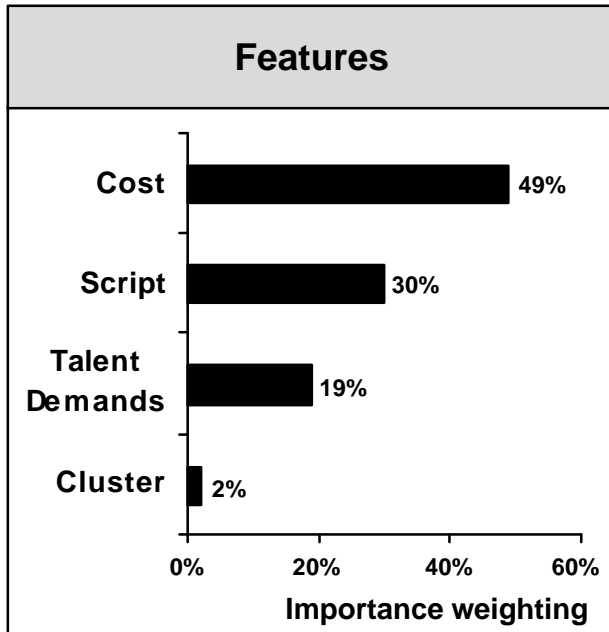 Features
Cost
49%
Script
30%
Talent
Demands
19%
Cluster
2%
0% 20% 40% 60%
Importance weighting